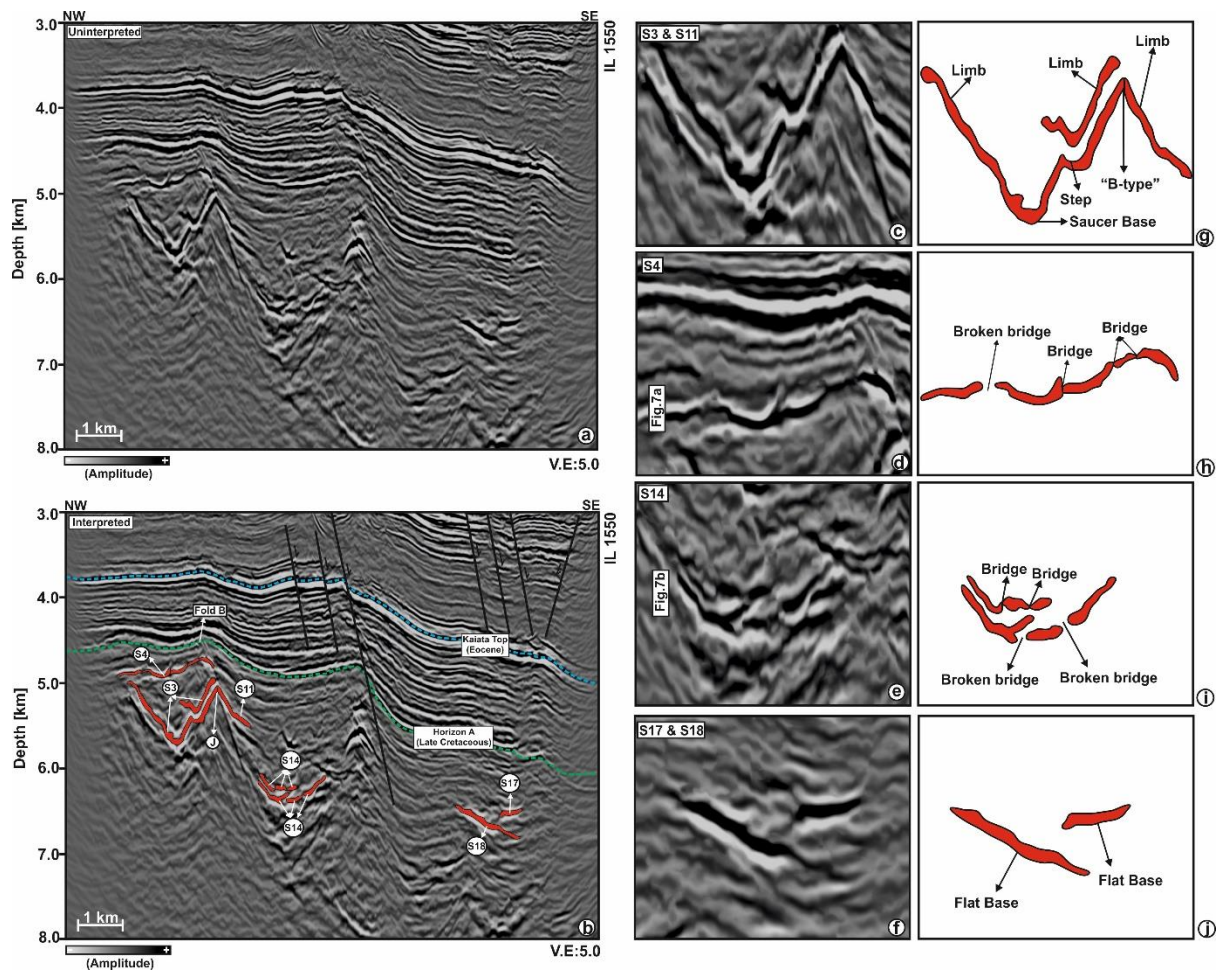 NW
SE
Uninterpreted
IL 1550
3.0
4.0
5.0
6.0
7.0
8.0
Depth [km]
1 km
a
- +
(Amplitude)
V.E:5.0
NW
SE
Interpreted
IL 1550
3.0
4.0
5.0
6.0
7.0
8.0
Depth [km]
Fold B
Kaiata Top
(Eocene)
Horizon A
(Late Cretaceous)
S4
S3
S11
J
S14
S14
S17
S18
1 km
b
- +
(Amplitude)
V.E:5.0
S3 & S11
c
Limb
Limb
Limb
"B-type"
Step
Saucer Base
g
S4
Fig.7a
d
Broken bridge
Bridge
Bridge
h
S14
Fig.7b
e
Bridge
Bridge
Broken bridge
Broken bridge
i
S17 & S18
f
Flat Base
Flat Base
j